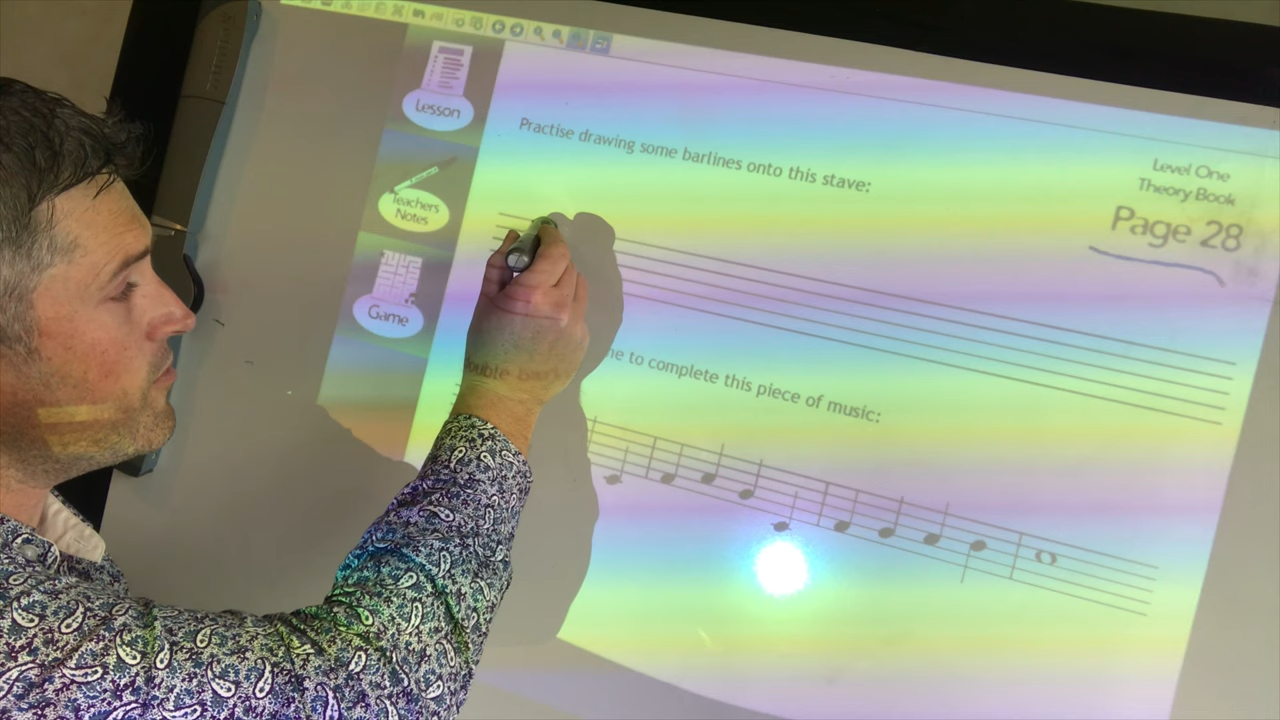 Lesson
Teachers
Notes
Game
Practise drawing some barlines onto this stave:
Level One
Theory Book
Page 28
to complete this piece of music: